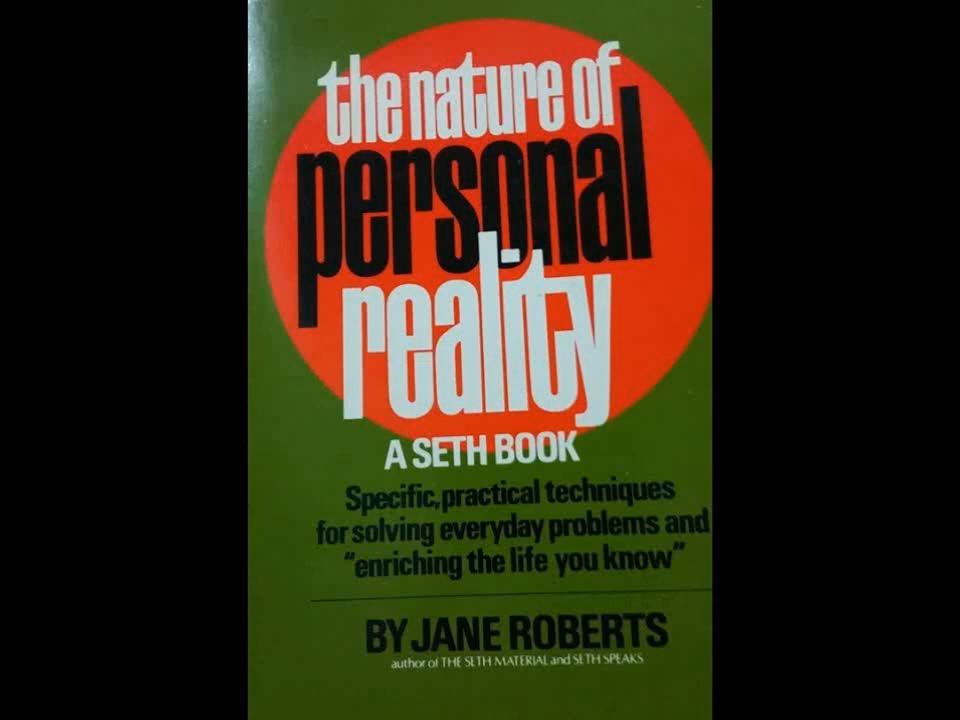 the nature of
personal
reality
A SETH BOOK
Specific, practical techniques
for solving everyday problems and
"enriching the life you know"
BY JANE ROBERTS
author of THE SETH MATERIAL and SETH SPEAKS